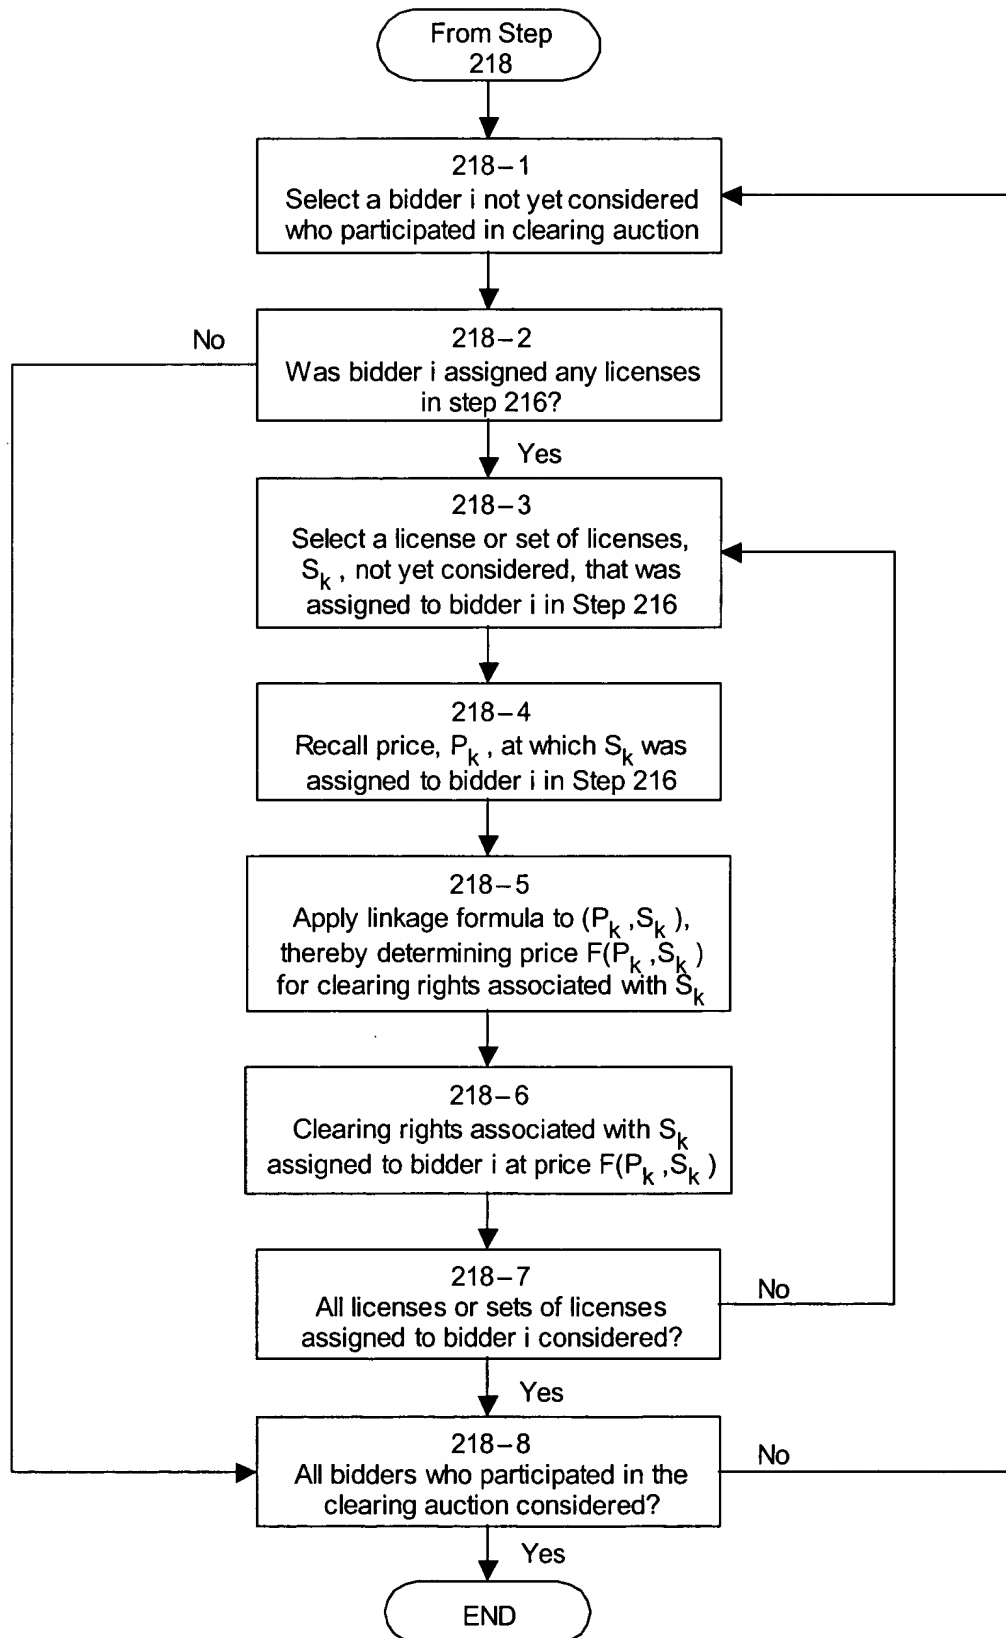 From Step
218
218–1
Select a bidder i not yet considered
who participated in clearing auction
No
218–2
Was bidder i assigned any licenses
in step 216?
Yes
218–3
Select a license or set of licenses,
S_k , not yet considered, that was
assigned to bidder i in Step 216
218–4
Recall price, P_k , at which S_k was
assigned to bidder i in Step 216
218–5
Apply linkage formula to (P_k ,S_k ),
thereby determining price F(P_k ,S_k )
for clearing rights associated with S_k
218–6
Clearing rights associated with S_k
assigned to bidder i at price F(P_k ,S_k )
218–7
All licenses or sets of licenses
assigned to bidder i considered?
No
Yes
218–8
All bidders who participated in the
clearing auction considered?
No
Yes
END